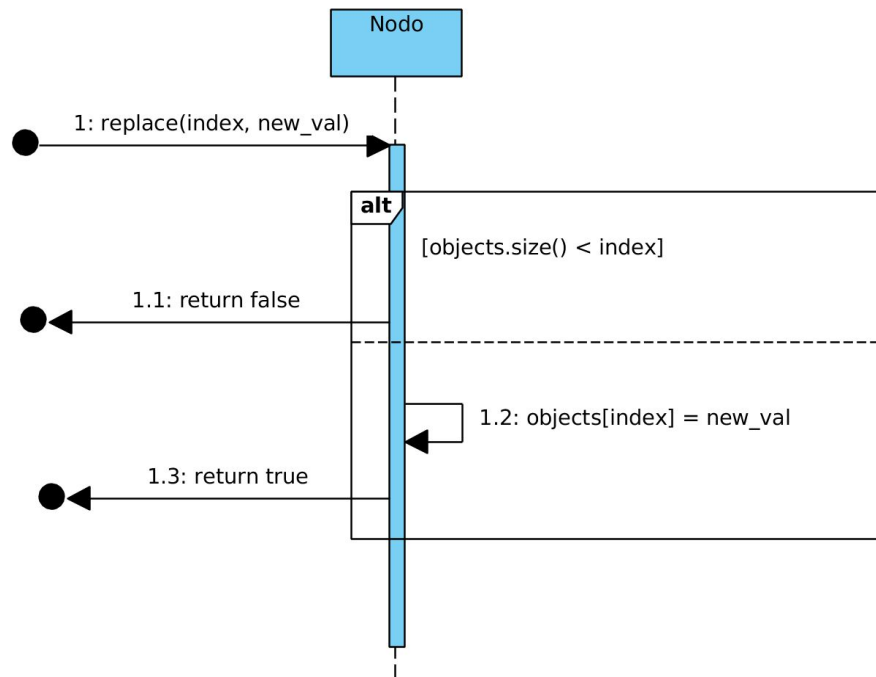 Nodo
1: replace(index, new_val)
alt
[objects.size() < index]
1.1: return false
1.2: objects[index] = new_val
1.3: return true